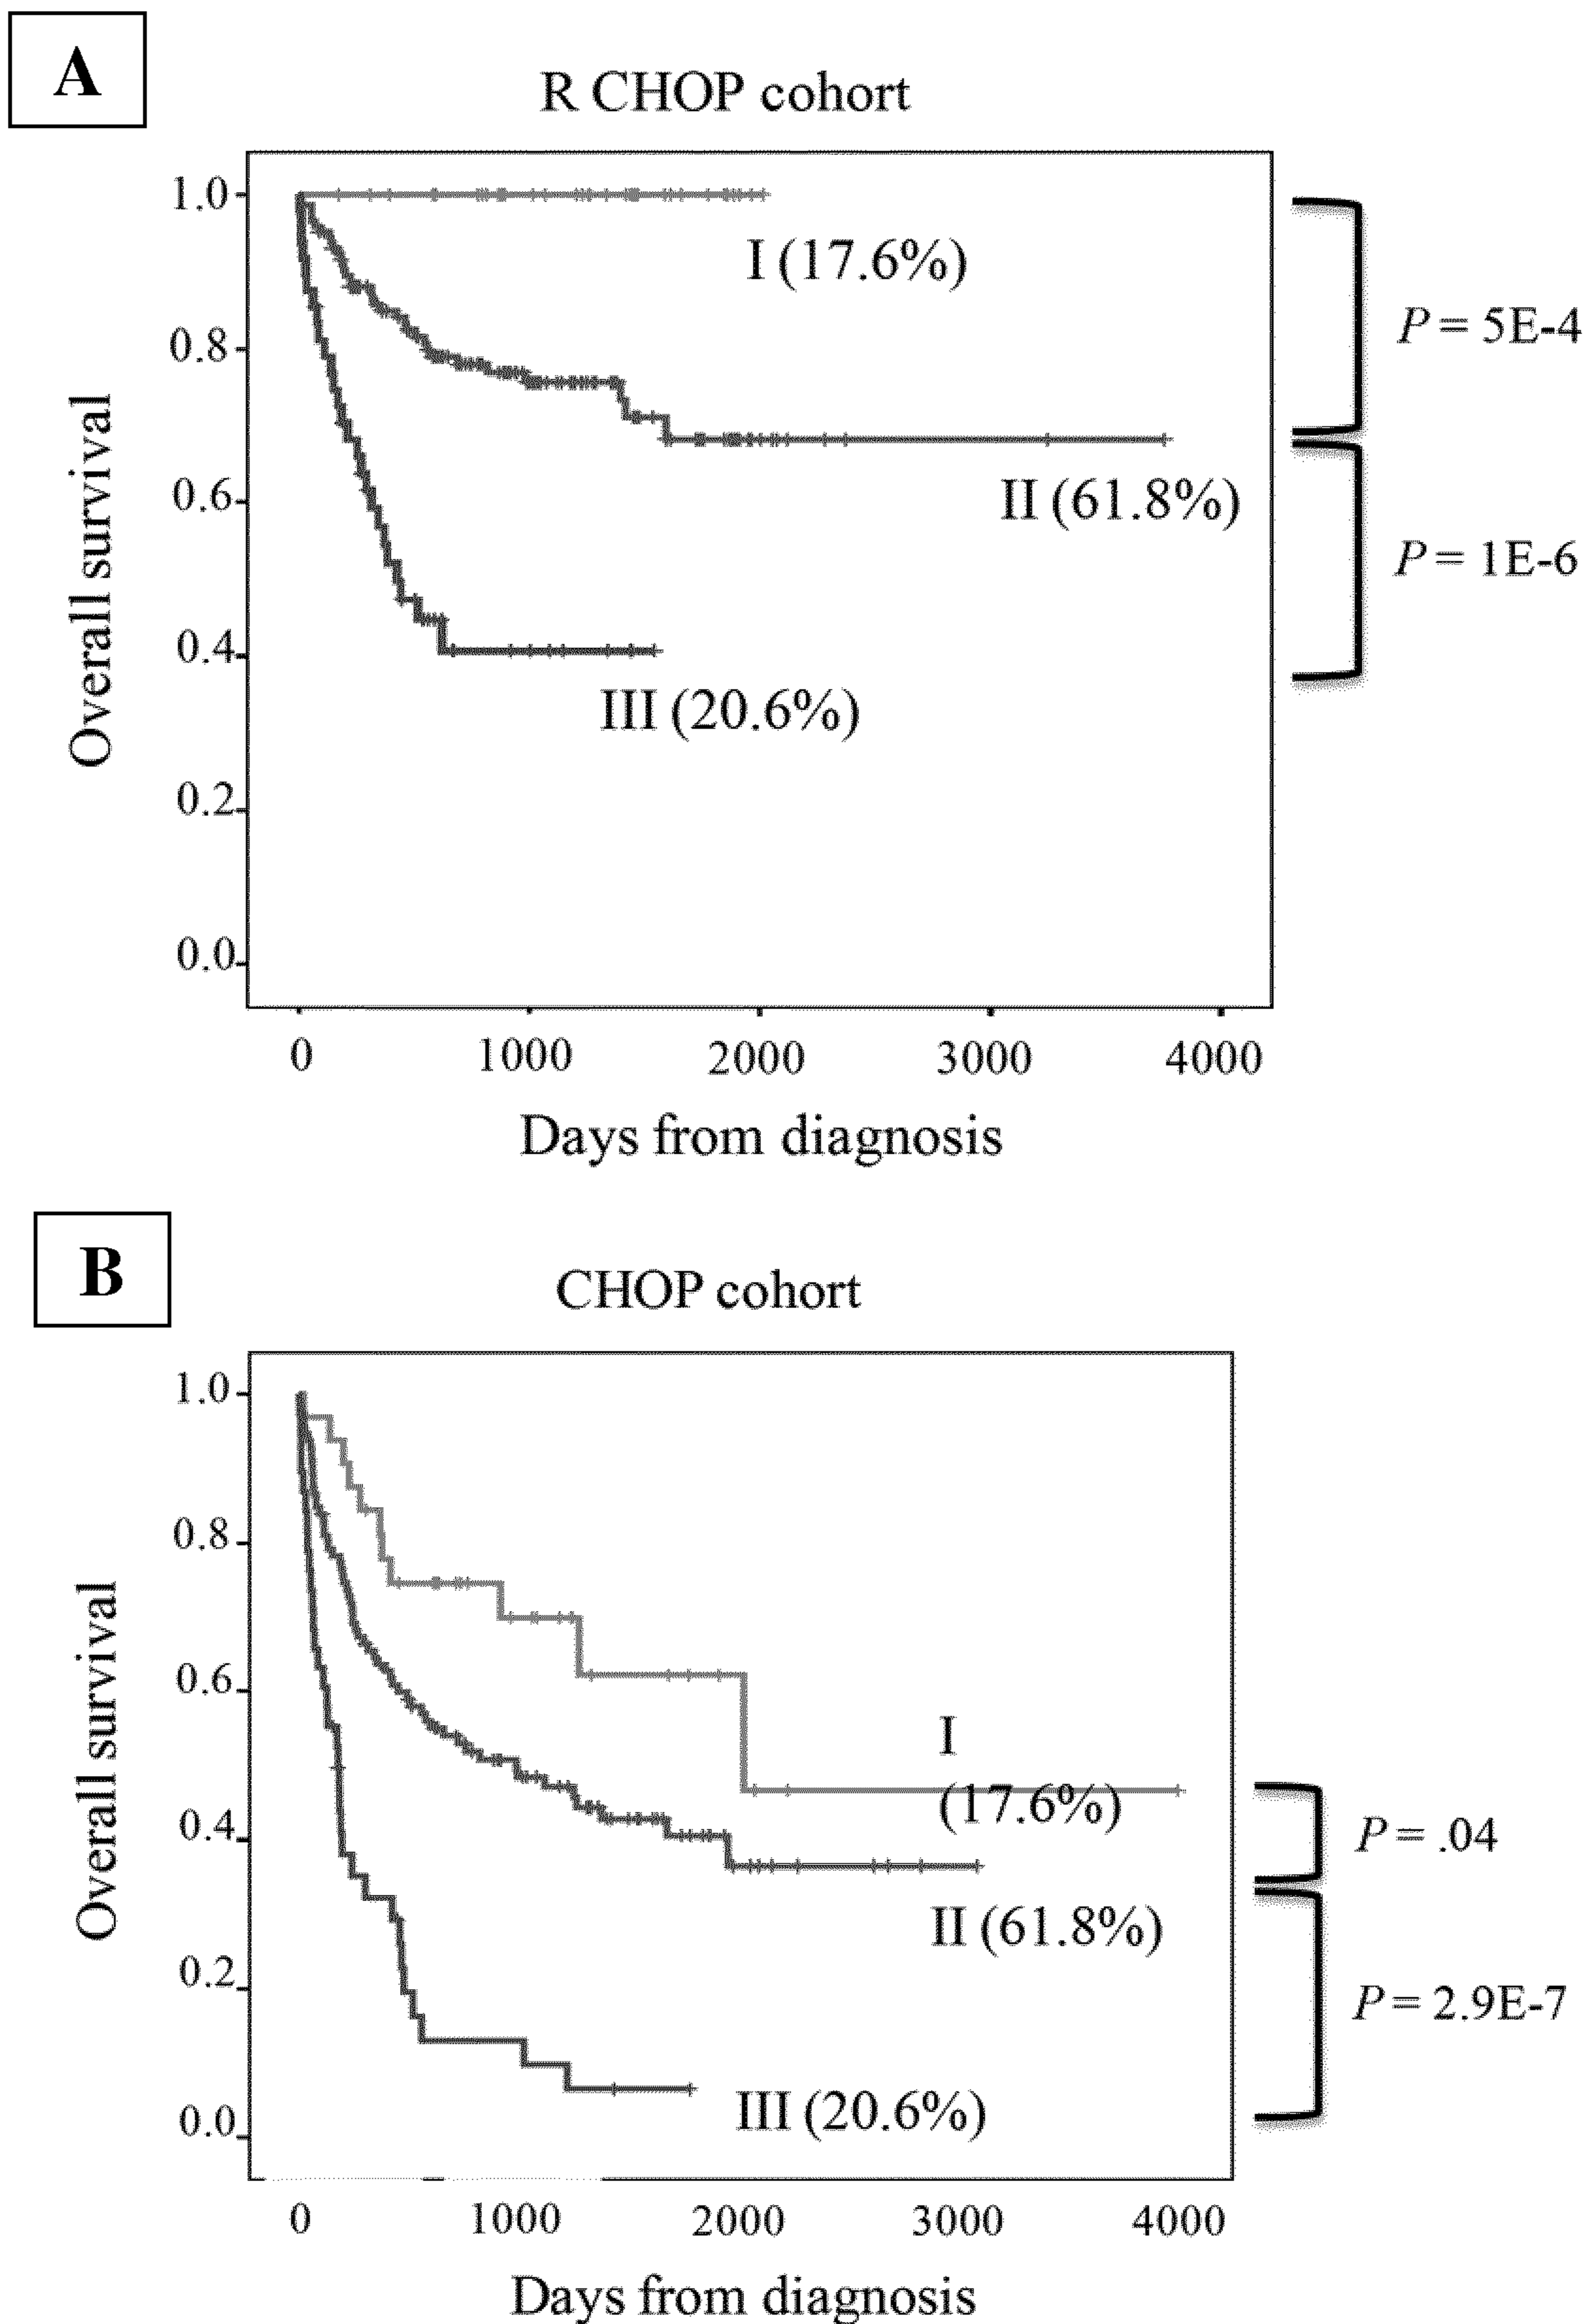 A
R CHOP cohort
1.0
I (17.6%)
P = 5E-4
0.8
II (61.8%)
0.6
P = 1E-6
Overall survival
0.4
III (20.6%)
0.2
0.0
0 1000 2000 3000 4000
Days from diagnosis
B
CHOP cohort
1.0
0.8
0.6
I
(17.6%)
Overall survival
0.4
P = .04
II (61.8%)
0.2
P = 2.9E-7
III (20.6%)
0.0
0 1000 2000 3000 4000
Days from diagnosis